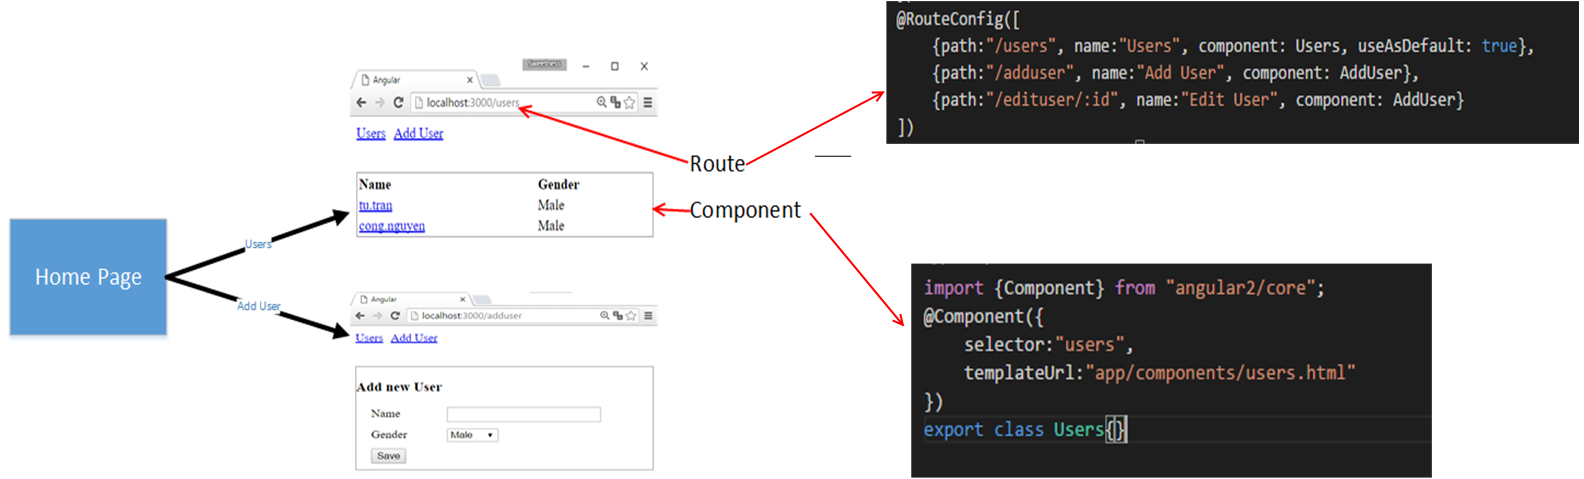 Home Page
Users
Add User
Sweetness
Angular
localhost:3000/users
Users Add User
Name Gender
tu.tran Male
cong.nguyen Male
Angular
localhost:3000/adduser
Users Add User
Add new User
Name
Gender Male
Save
Route
Component
@RouteConfig([
{path:"/users", name:"Users", component: Users, useAsDefault: true},
{path:"/adduser", name:"Add User", component: AddUser},
{path:"/edituser/:id", name:"Edit User", component: AddUser}
])
import {Component} from "angular2/core";
@Component({
selector:"users",
templateUrl:"app/components/users.html"
})
export class Users{}